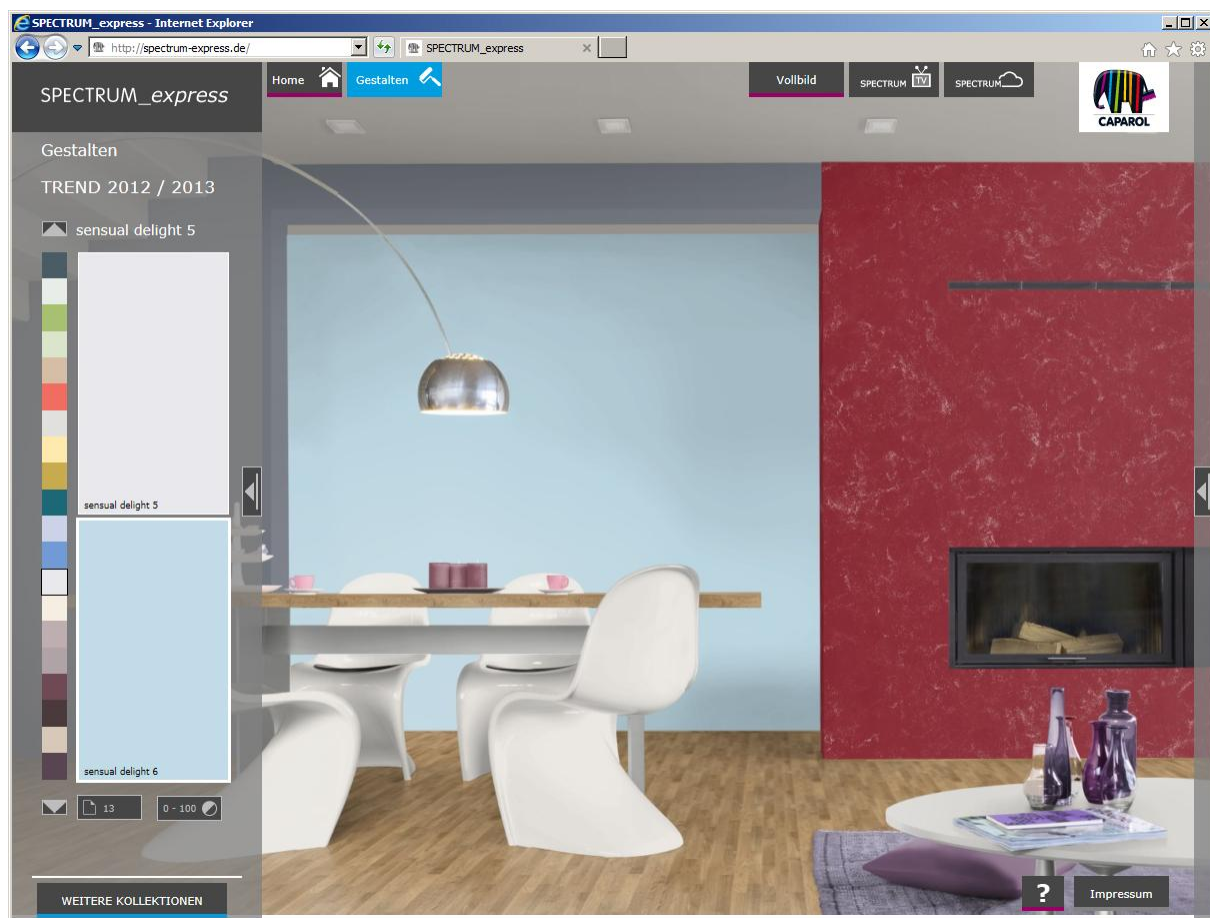 SPECTRUM_express - Internet Explorer
http://spectrum-express.de/
SPECTRUM_express
SPECTRUM_express
Home
Gestalten
Vollbild
SPECTRUM TV
SPECTRUM
CAPAROL
Gestalten
TREND 2012 / 2013
sensual delight 5
sensual delight 5
sensual delight 6
13
0 - 100
WEITERE KOLLEKTIONEN
?
Impressum